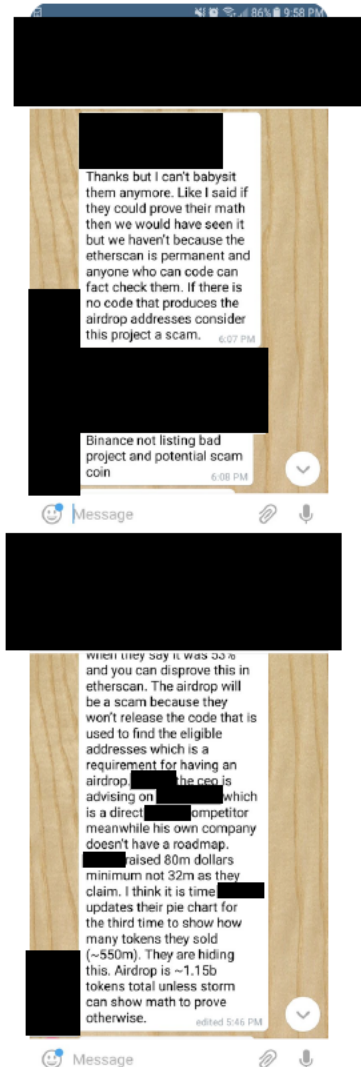 86% 9:58 PM
Thanks but I can't babysit
them anymore. Like I said if
they could prove their math
then we would have seen it
but we haven't because the
etherscan is permanent and
anyone who can code can
fact check them. If there is
no code that produces the
airdrop addresses consider
this project a scam. 6:07 PM
Binance not listing bad
project and potential scam
coin 6:08 PM
Message
when they say it was 53%
and you can disprove this in
etherscan. The airdrop will
be a scam because they
won't release the code that is
used to find the eligible
addresses which is a
requirement for having an
airdrop. the ceo is
advising on which
is a direct ompetitor
meanwhile his own company
doesn't have a roadmap.
raised 80m dollars
minimum not 32m as they
claim. I think it is time
updates their pie chart for
the third time to show how
many tokens they sold
(~550m). They are hiding
this. Airdrop is ~1.15b
tokens total unless storm
can show math to prove
otherwise. edited 5:46 PM
Message